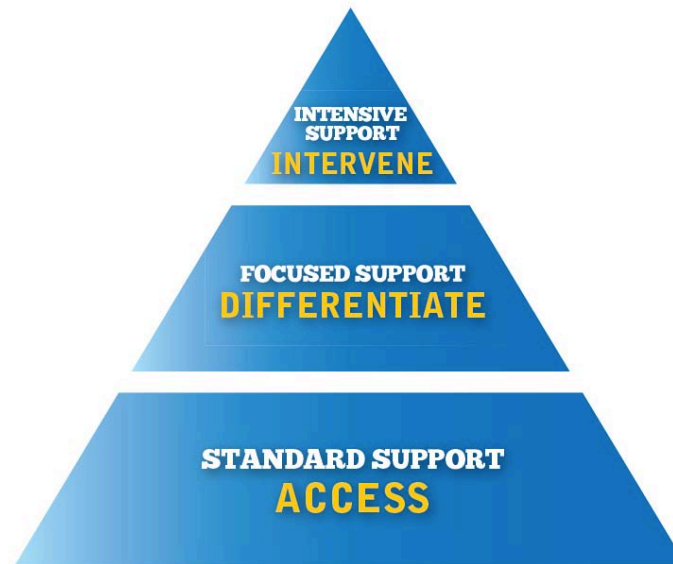 INTENSIVE
SUPPORT
INTERVENE
FOCUSED SUPPORT
DIFFERENTIATE
STANDARD SUPPORT
ACCESS